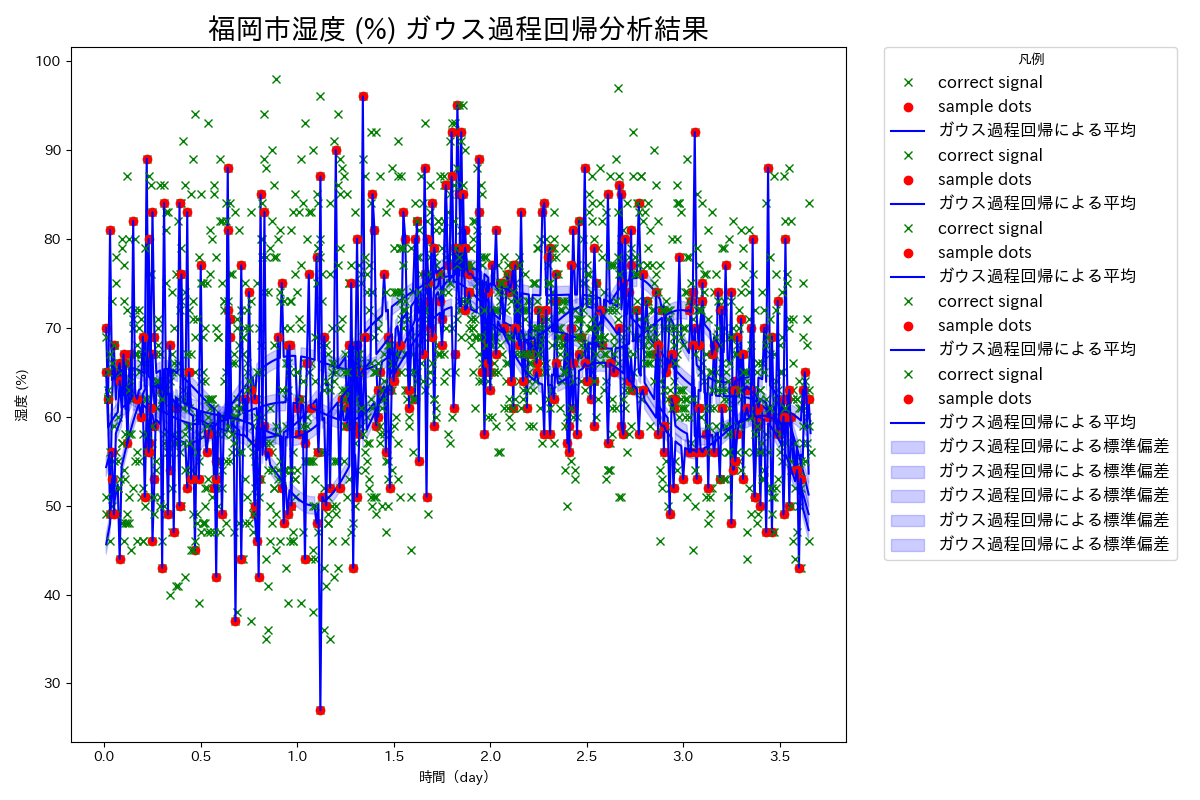 福岡市湿度 (%) ガウス過程回帰分析結果
100
90
80
70
60
50
40
30
湿度 (%)
0.0 0.5 1.0 1.5 2.0 2.5 3.0 3.5
時間（day）
凡例
correct signal
sample dots
ガウス過程回帰による平均
correct signal
sample dots
ガウス過程回帰による平均
correct signal
sample dots
ガウス過程回帰による平均
correct signal
sample dots
ガウス過程回帰による平均
correct signal
sample dots
ガウス過程回帰による平均
ガウス過程回帰による標準偏差
ガウス過程回帰による標準偏差
ガウス過程回帰による標準偏差
ガウス過程回帰による標準偏差
ガウス過程回帰による標準偏差